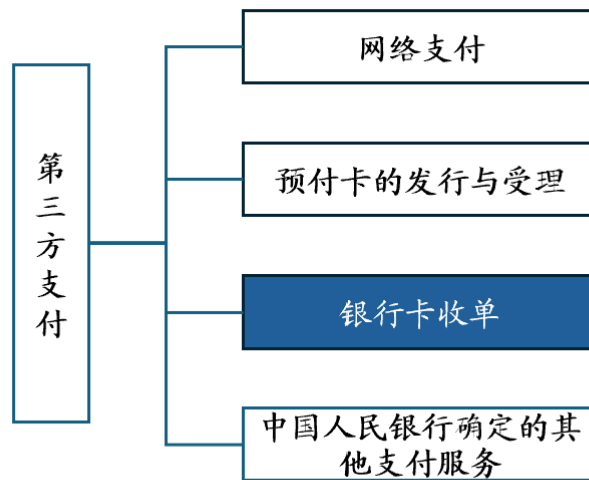 第三方支付
网络支付
预付卡的发行与受理
银行卡收单
中国人民银行确定的其
他支付服务